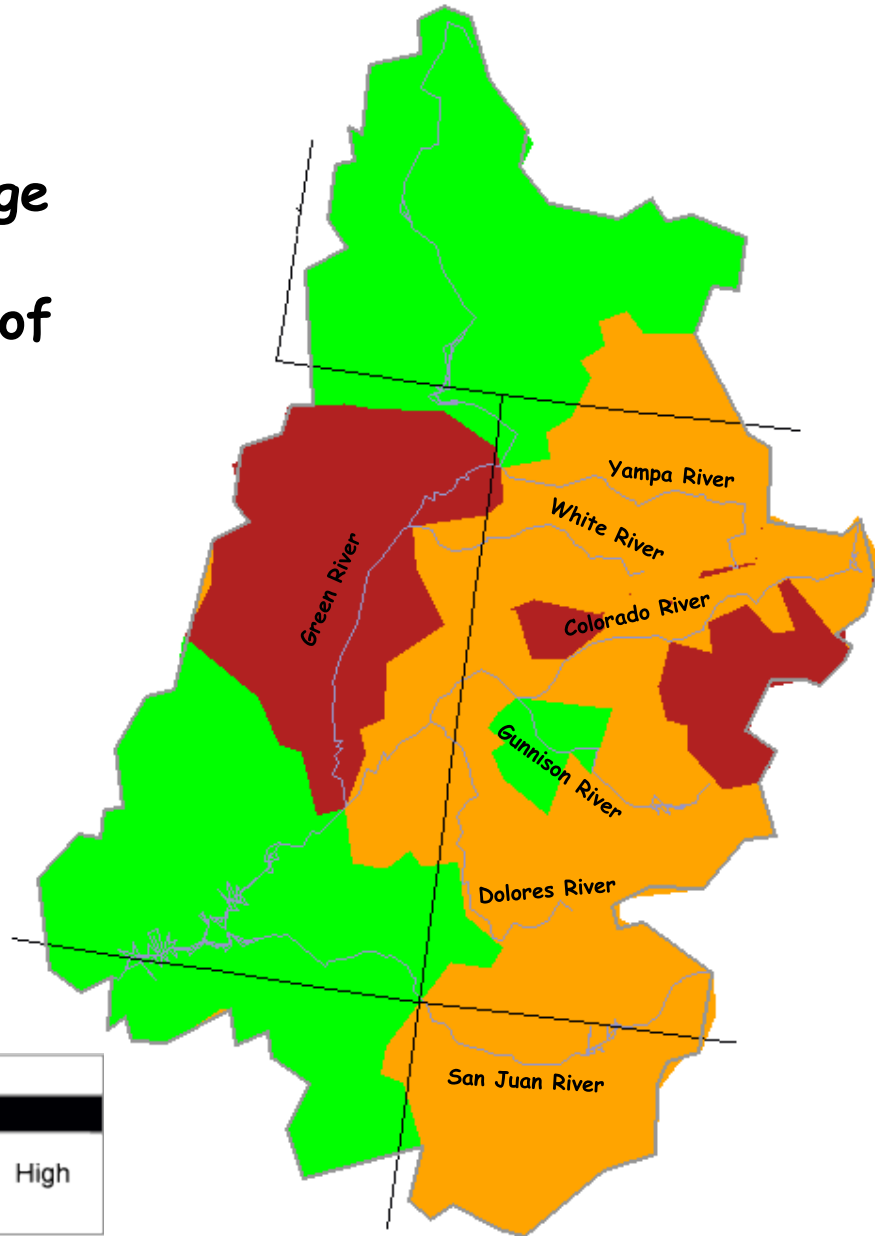 ge
of
Yampa River
White River
Green River
Colorado River
Gunnison River
Dolores River
San Juan River
High